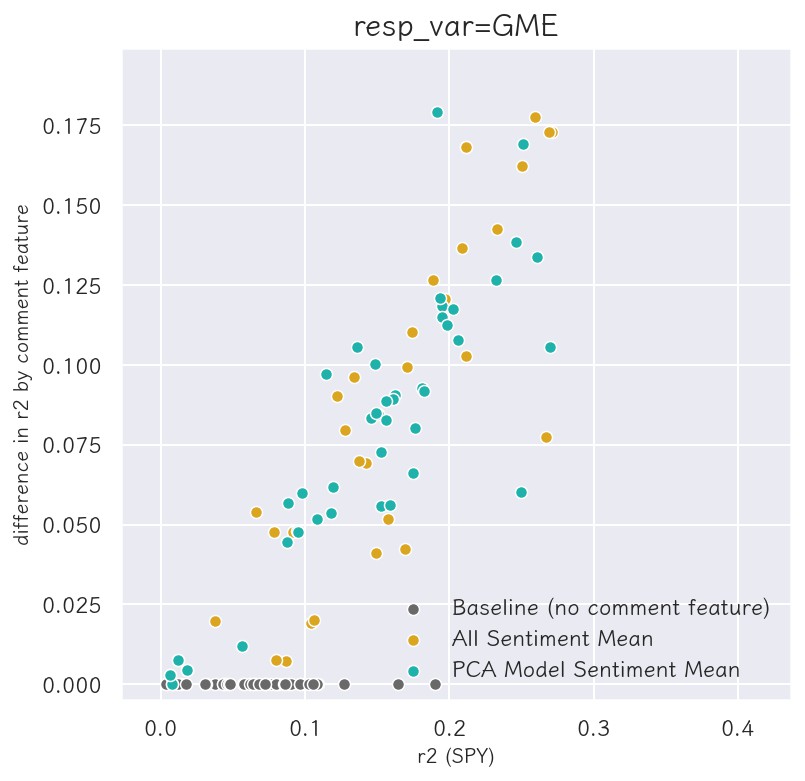 resp_var=GME
difference in r2 by comment feature
0.175
0.150
0.125
0.100
0.075
0.050
0.025
0.000
Baseline (no comment feature)
All Sentiment Mean
PCA Model Sentiment Mean
0.0 0.1 0.2 0.3 0.4
r2 (SPY)